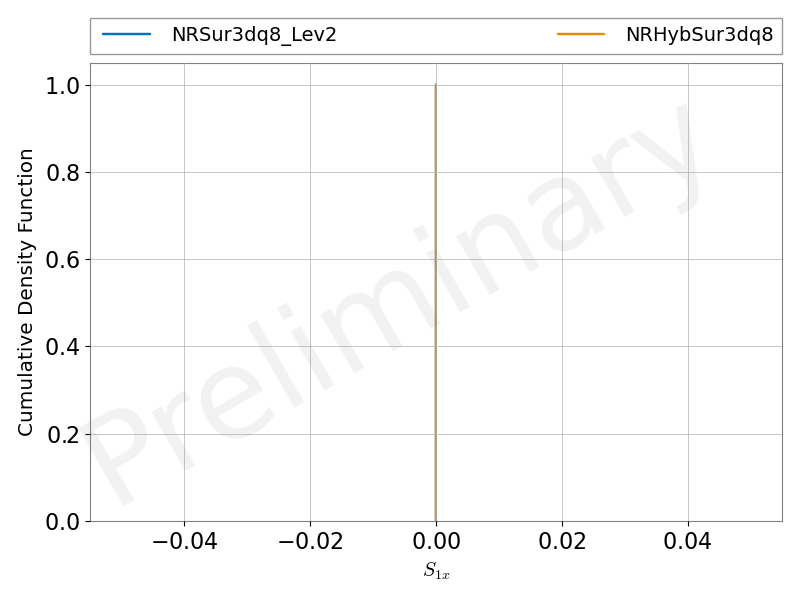 NRSur3dq8_Lev2 NRHybSur3dq8
Preliminary
Cumulative Density Function
1.0
0.8
0.6
0.4
0.2
0.0
−0.04 −0.02 0.00 0.02 0.04
S1x